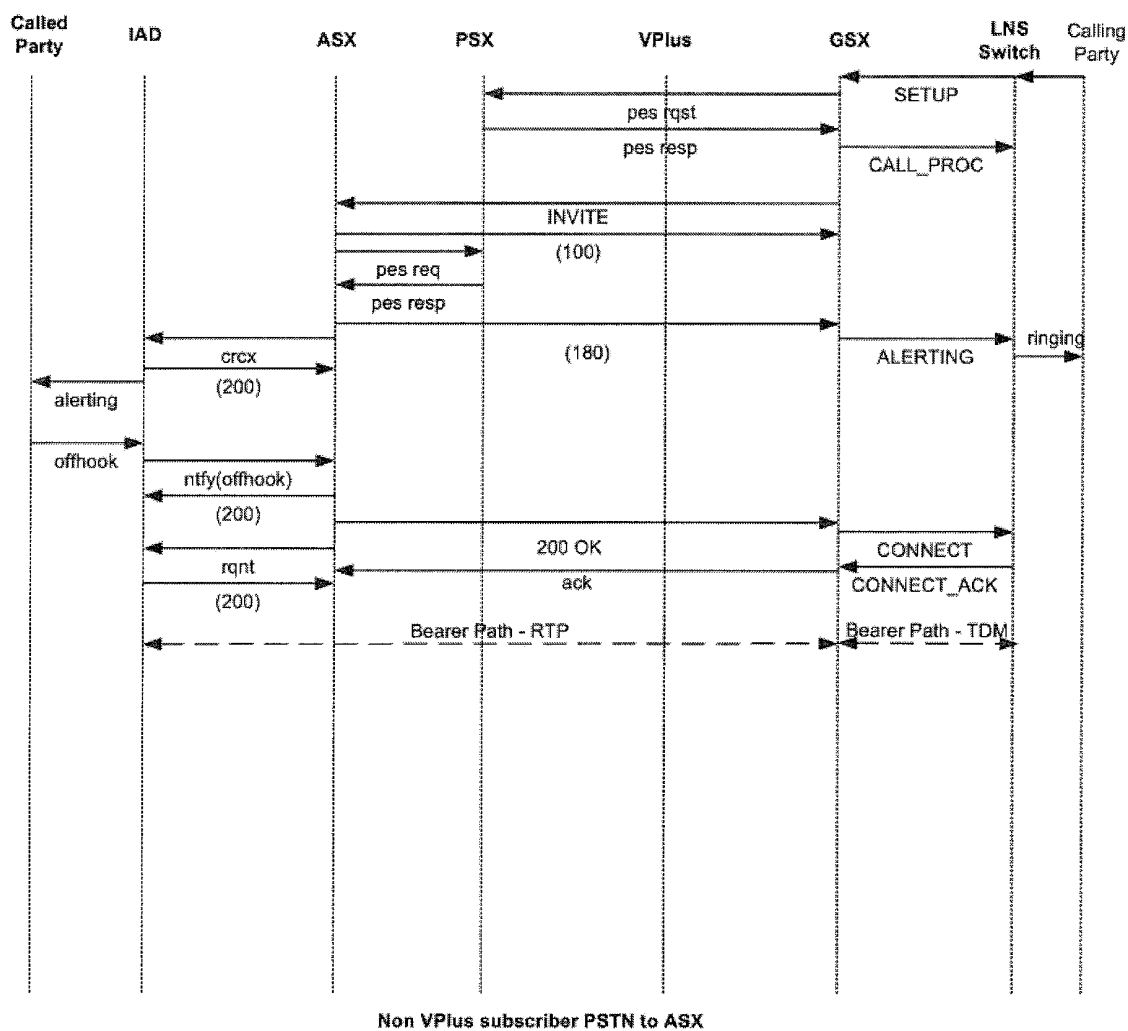 Called
Party
IAD
ASX
PSX
VPlus
GSX
LNS
Switch
Calling
Party
SETUP
pes rqst
pes resp
CALL_PROC
INVITE
(100)
pes req
pes resp
crcx
(180)
ALERTING
ringing
(200)
alerting
offhook
ntfy(offhook)
(200)
200 OK
CONNECT
rqnt
ack
CONNECT_ACK
(200)
Bearer Path - RTP
Bearer Path - TDM
Non VPlus subscriber PSTN to ASX